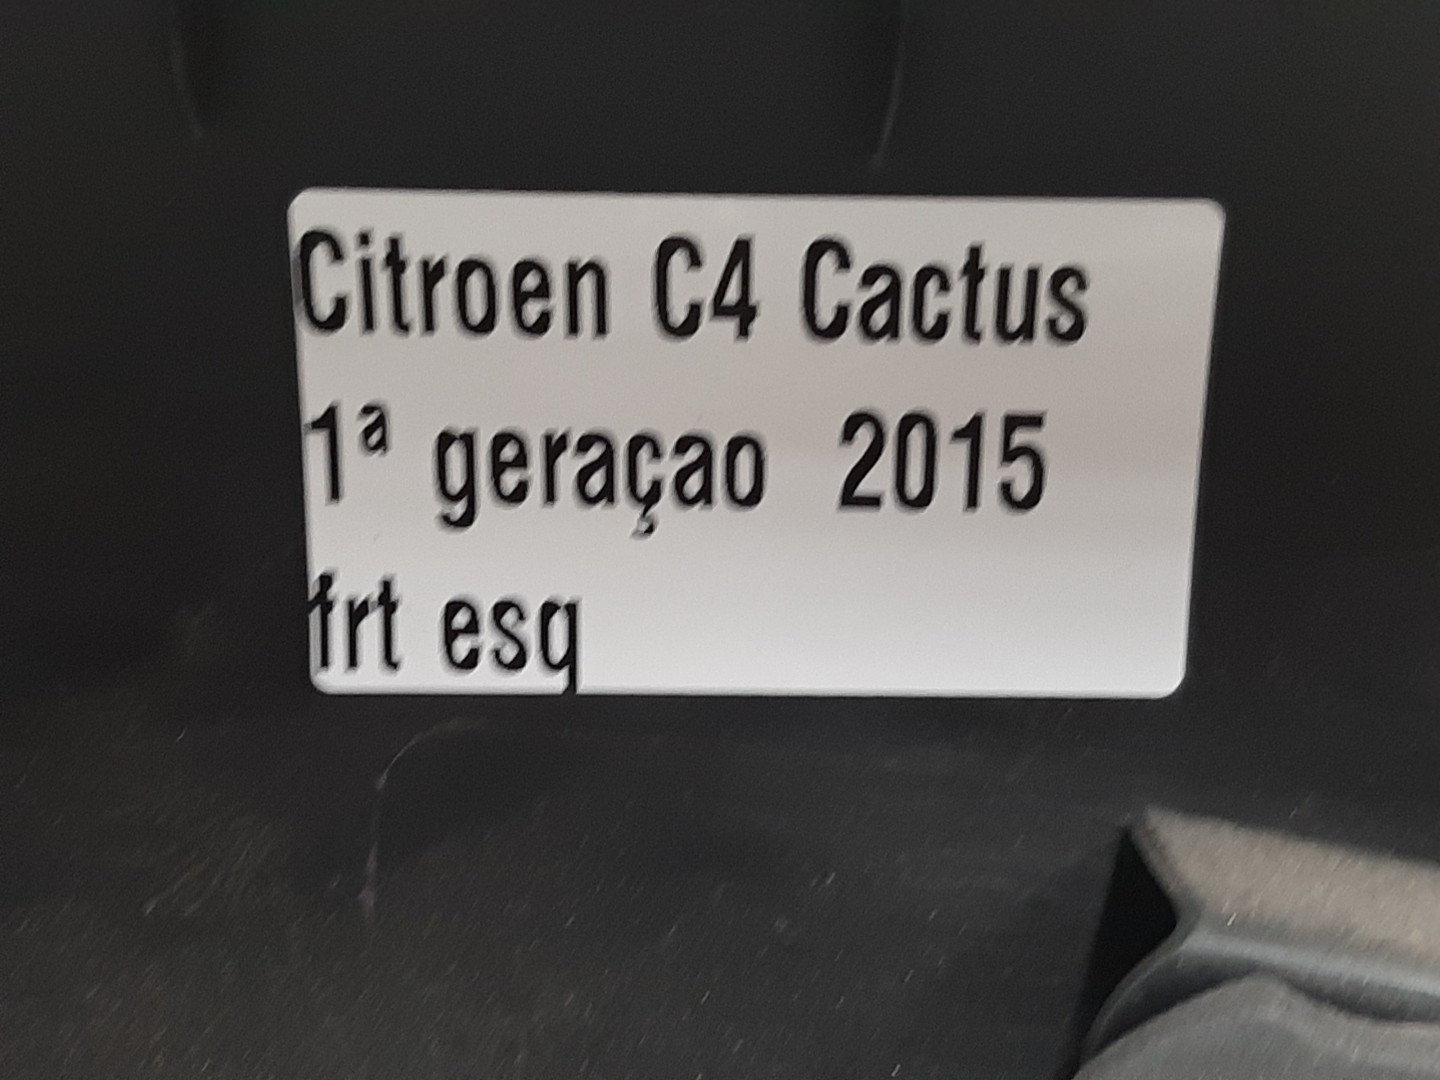 Citroen C4 Cactus
1ª geraçao 2015
frt esq